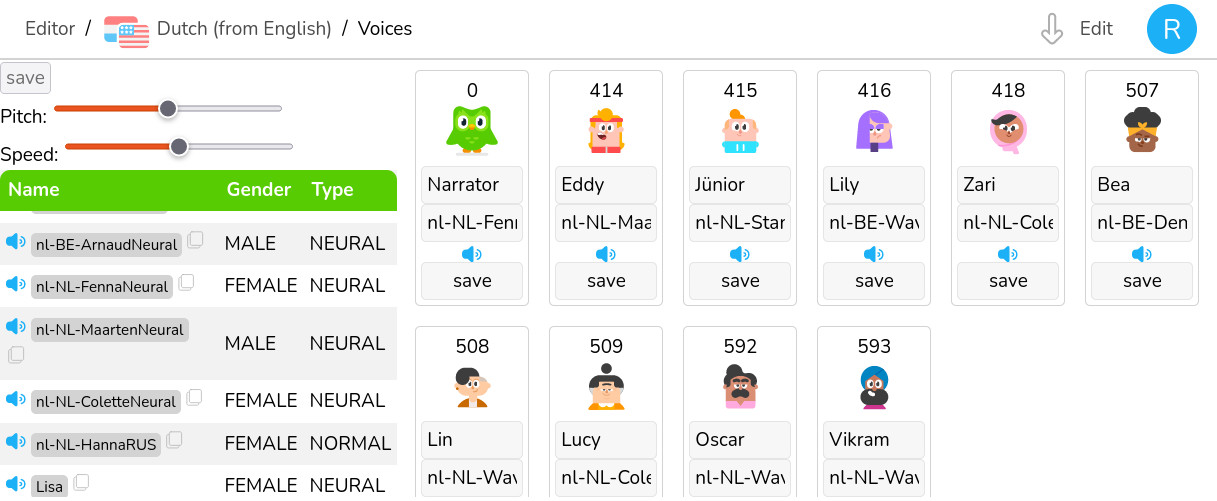 Editor / Dutch (from English) / Voices
Edit
R
save
Pitch:
Speed:
Name Gender Type
nl-BE-ArnaudNeural MALE NEURAL
nl-NL-FennaNeural FEMALE NEURAL
nl-NL-MaartenNeural MALE NEURAL
nl-NL-ColetteNeural FEMALE NEURAL
nl-NL-HannaRUS FEMALE NORMAL
Lisa FEMALE NEURAL
0
Narrator
nl-NL-Fenn
save
414
Eddy
nl-NL-Maa
save
415
Jūnior
nl-NL-Star
save
416
Lily
nl-BE-Wav
save
418
Zari
nl-NL-Cole
save
507
Bea
nl-BE-Den
save
508
Lin
nl-NL-Wav
509
Lucy
nl-NL-Cole
592
Oscar
nl-NL-Wav
593
Vikram
nl-NL-Wav